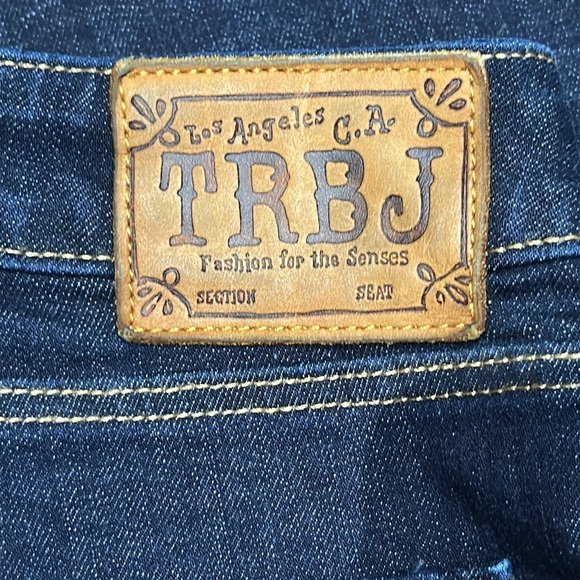 Los Angeles C.A.
TRBJ
Fashion for the Senses
SECTION SEAT